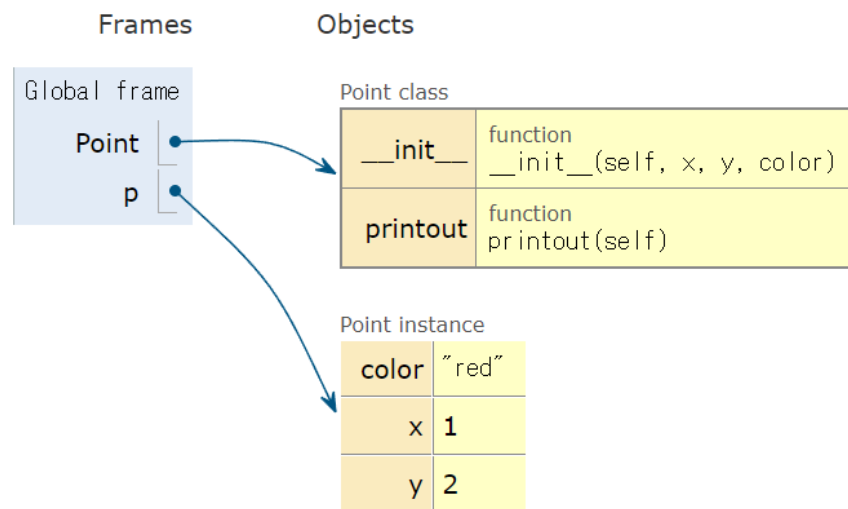 Frames Objects
Global frame
Point
p
Point class
__init__ function
__init__(self, x, y, color)
printout function
printout(self)
Point instance
color "red"
x 1
y 2